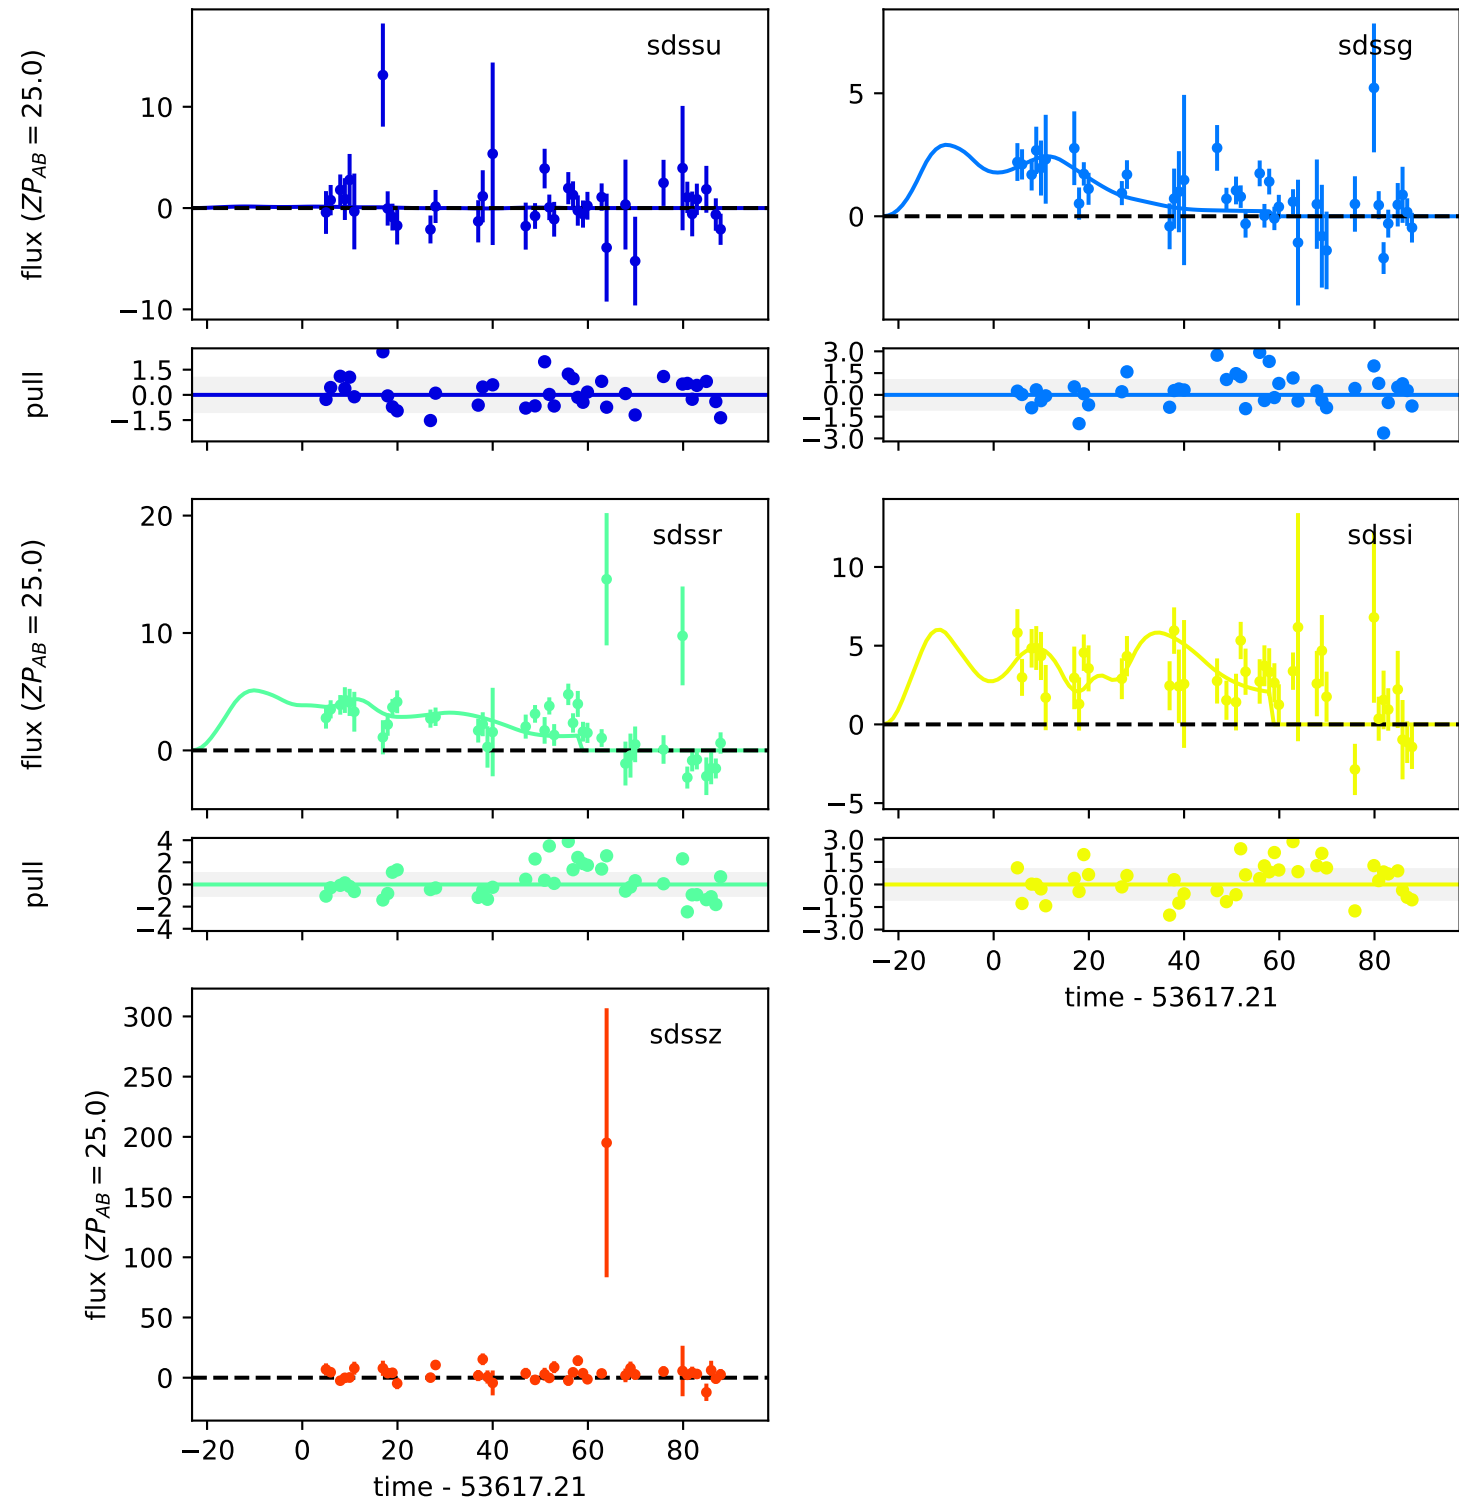 sdssu
flux (ZP_AB = 25.0)
10
0
−10
sdssg
5
0
pull
1.5
0.0
−1.5
3.0
1.5
0.0
−1.5
−3.0
sdssr
flux (ZP_AB = 25.0)
20
10
0
sdssi
10
5
0
−5
pull
4
2
0
−2
−4
3.0
1.5
0.0
−1.5
−3.0
−20 0 20 40 60 80
time - 53617.21
sdssz
flux (ZP_AB = 25.0)
300
250
200
150
100
50
0
−20 0 20 40 60 80
time - 53617.21